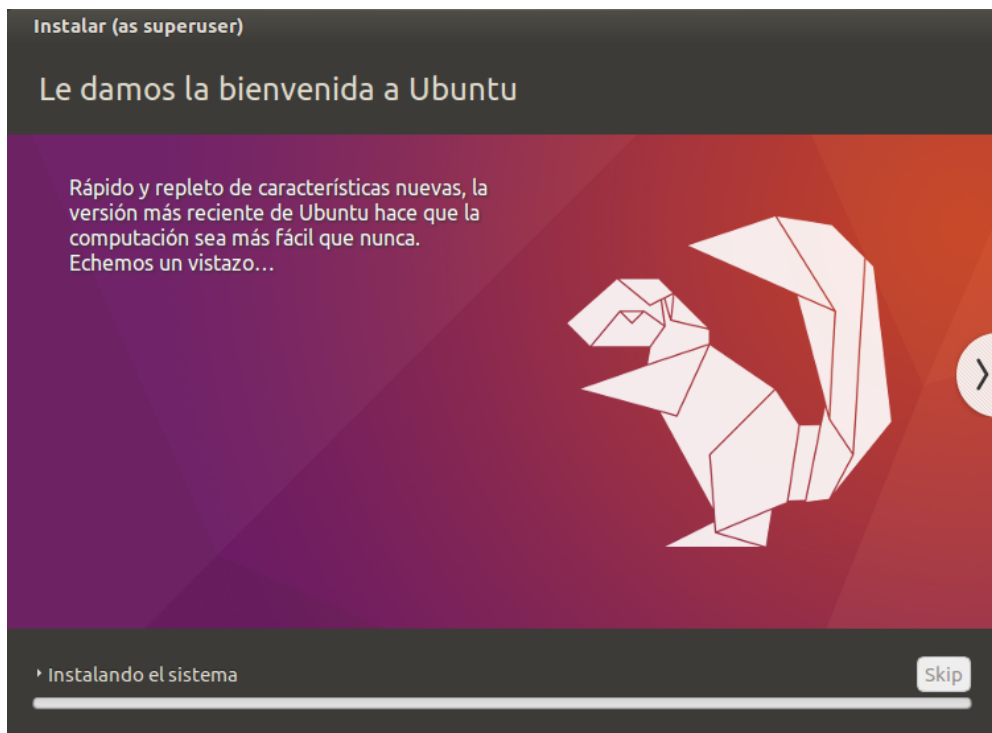 Instalar (as superuser)
Le damos la bienvenida a Ubuntu
Rápido y repleto de características nuevas, la
versión más reciente de Ubuntu hace que la
computación sea más fácil que nunca.
Echemos un vistazo…
Instalando el sistema
Skip